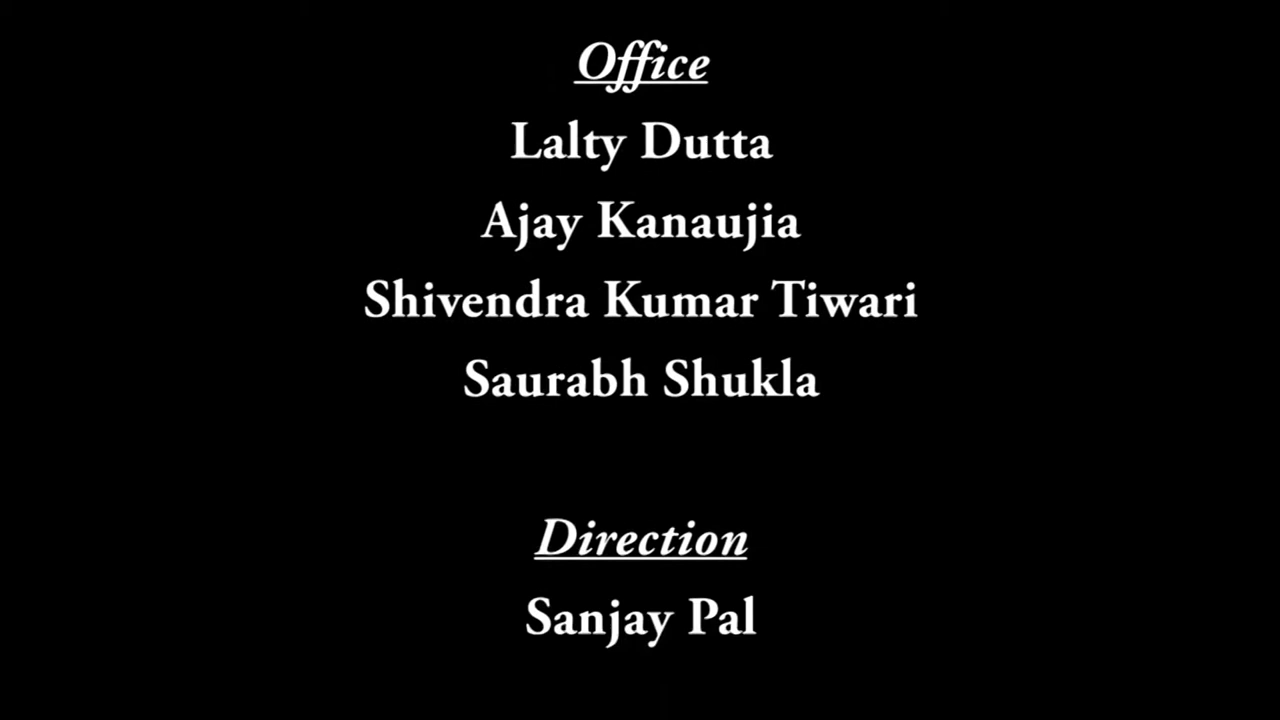 Office
Lalty Dutta
Ajay Kanaujia
Shivendra Kumar Tiwari
Saurabh Shukla
Direction
Sanjay Pal